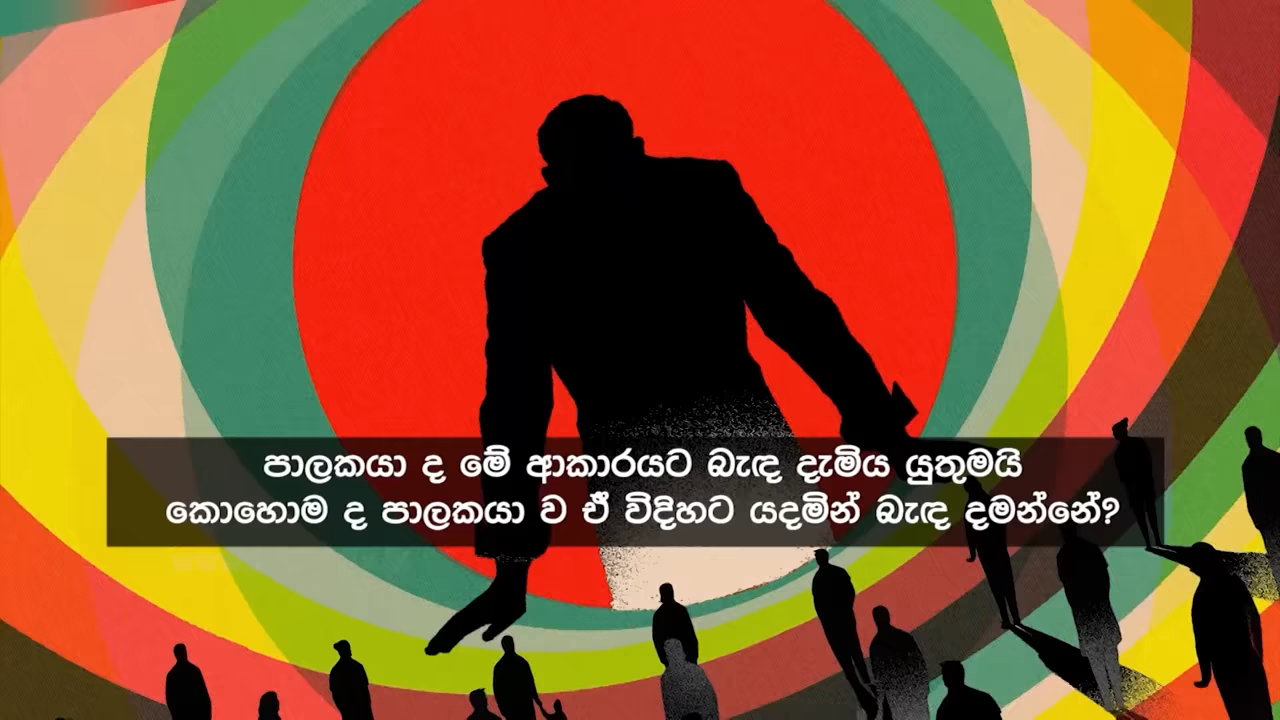 පාලකයා ද මේ ආකාරයට බැඳ දැමිය යුතුමයි
කොහොම ද පාලකයා ව ඒ විදිහට යදමින් බැඳ දමන්නේ?